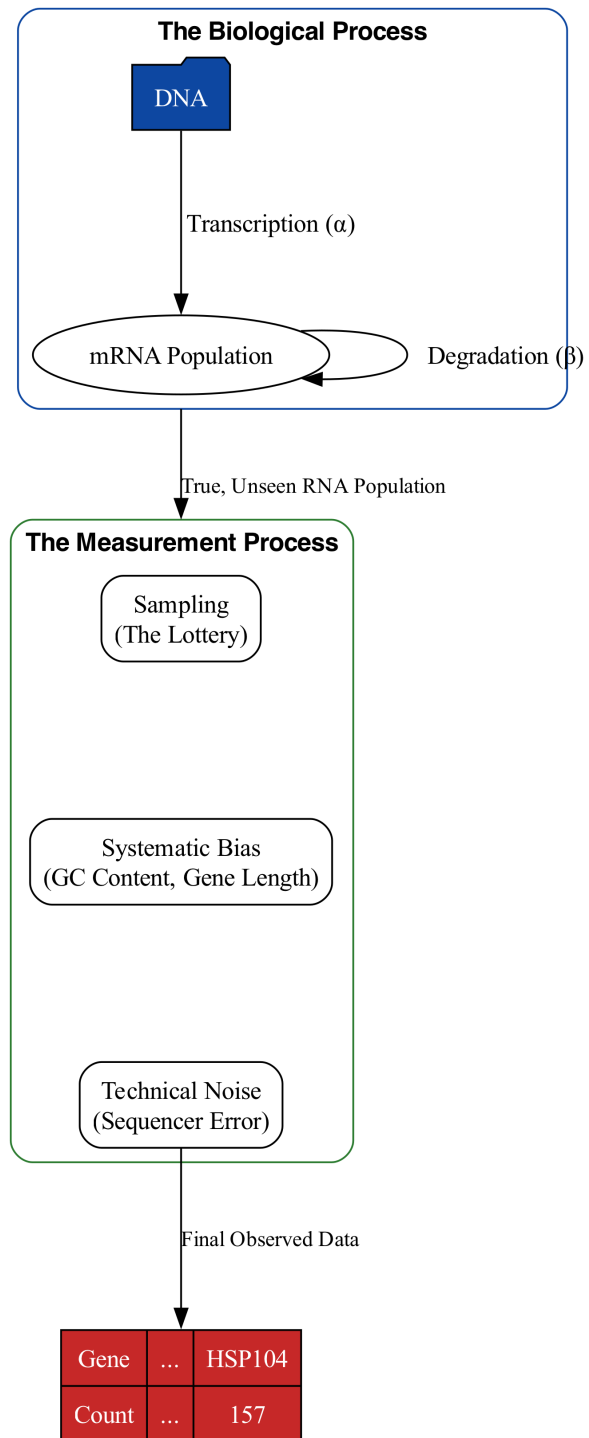 The Biological Process
DNA
Transcription (α)
mRNA Population
Degradation (β)
True, Unseen RNA Population
The Measurement Process
Sampling
(The Lottery)
Systematic Bias
(GC Content, Gene Length)
Technical Noise
(Sequencer Error)
Final Observed Data
Gene ... HSP104
Count ... 157